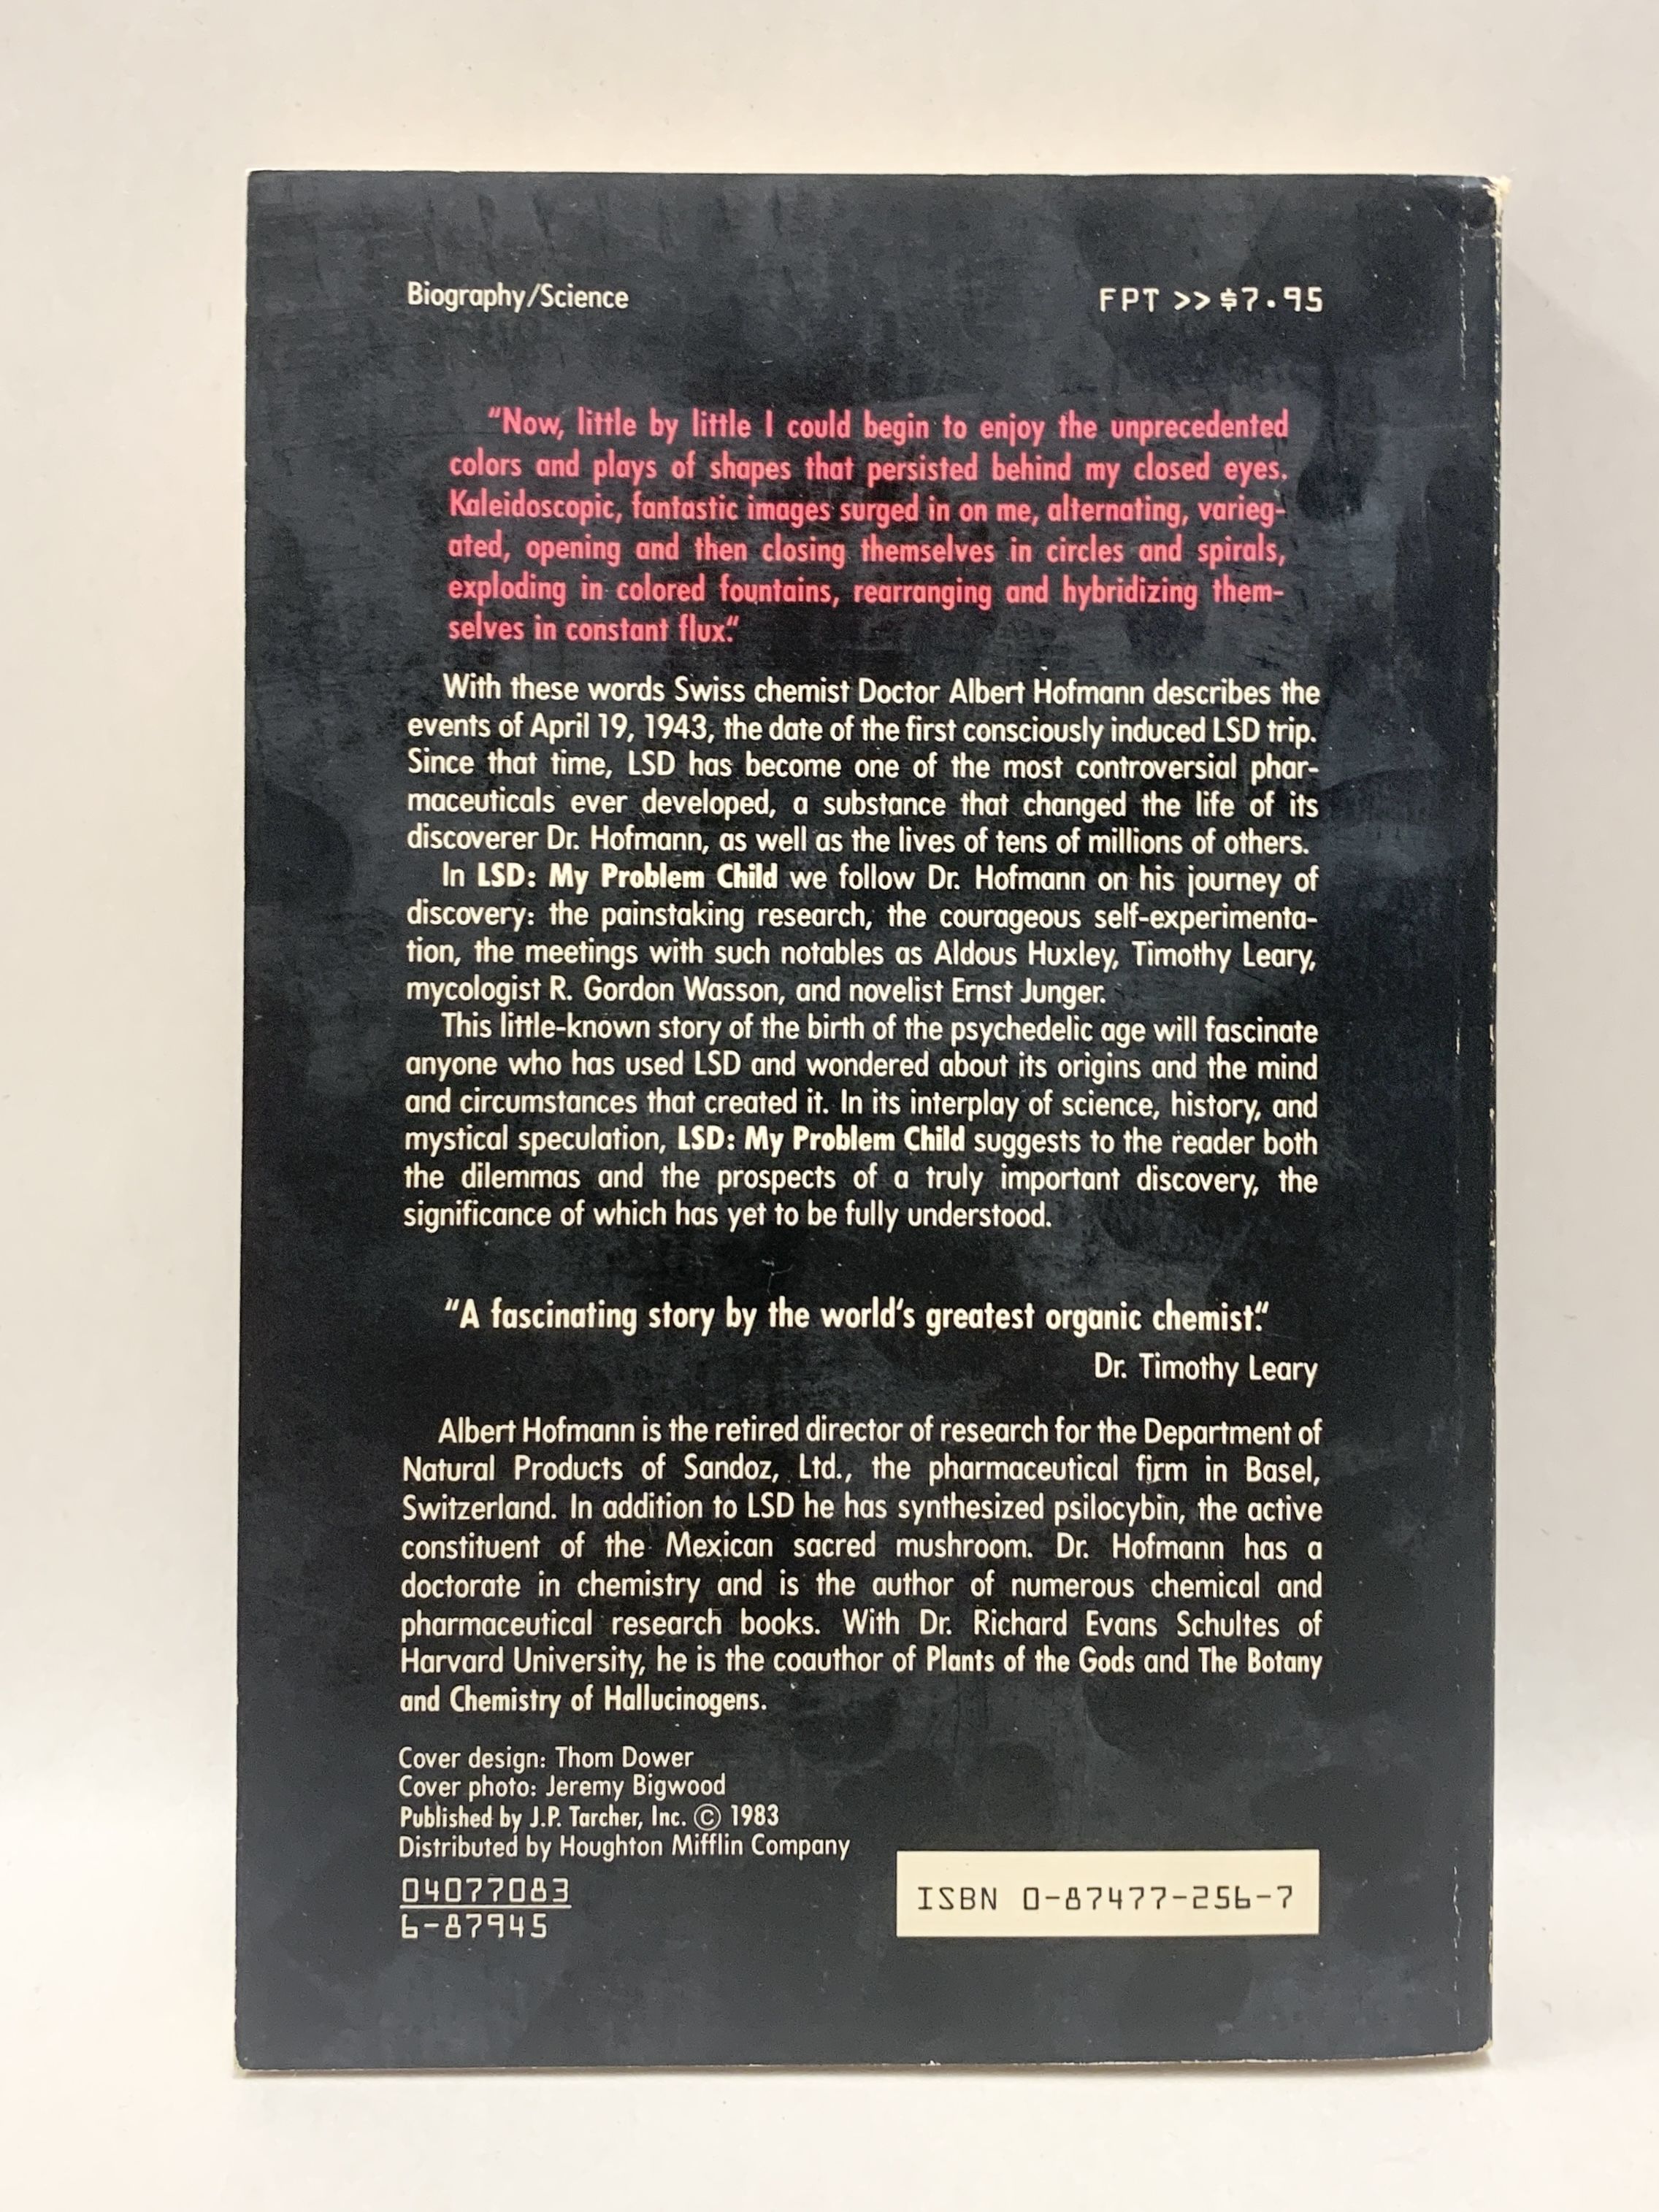 Biography/Science
FPT >> $7.95
“Now, little by little I could begin to enjoy the unprecedented
colors and plays of shapes that persisted behind my closed eyes.
Kaleidoscopic, fantastic images surged in on me, alternating, varieg-
ated, opening and then closing themselves in circles and spirals,
exploding in colored fountains, rearranging and hybridizing them-
selves in constant flux.”
With these words Swiss chemist Doctor Albert Hofmann describes the
events of April 19, 1943, the date of the first consciously induced LSD trip.
Since that time, LSD has become one of the most controversial phar-
maceuticals ever developed, a substance that changed the life of its
discoverer Dr. Hofmann, as well as the lives of tens of millions of others.
In LSD: My Problem Child we follow Dr. Hofmann on his journey of
discovery: the painstaking research, the courageous self-experimenta-
tion, the meetings with such notables as Aldous Huxley, Timothy Leary,
mycologist R. Gordon Wasson, and novelist Ernst Junger.
This little-known story of the birth of the psychedelic age will fascinate
anyone who has used LSD and wondered about its origins and the mind
and circumstances that created it. In its interplay of science, history, and
mystical speculation, LSD: My Problem Child suggests to the reader both
the dilemmas and the prospects of a truly important discovery, the
significance of which has yet to be fully understood.
“A fascinating story by the world’s greatest organic chemist.”
Dr. Timothy Leary
Albert Hofmann is the retired director of research for the Department of
Natural Products of Sandoz, Ltd., the pharmaceutical firm in Basel,
Switzerland. In addition to LSD he has synthesized psilocybin, the active
constituent of the Mexican sacred mushroom. Dr. Hofmann has a
doctorate in chemistry and is the author of numerous chemical and
pharmaceutical research books. With Dr. Richard Evans Schultes of
Harvard University, he is the coauthor of Plants of the Gods and The Botany
and Chemistry of Hallucinogens.
Cover design: Thom Dower
Cover photo: Jeremy Bigwood
Published by J.P. Tarcher, Inc. © 1983
Distributed by Houghton Mifflin Company
04077083
6-87945
ISBN 0-87477-256-7